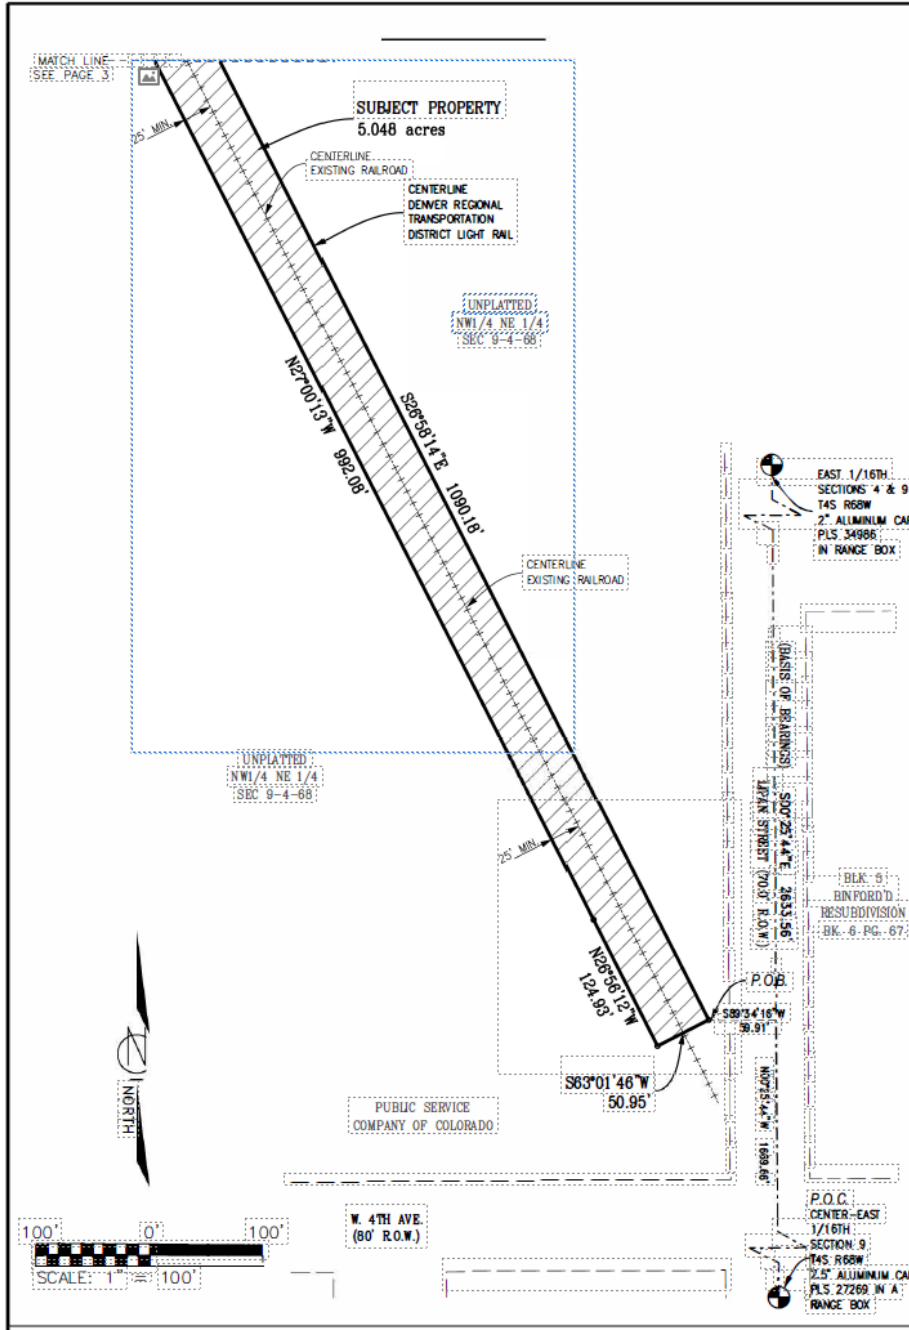 MATCH LINE
SEE PAGE 3
25' MIN.
SUBJECT PROPERTY
5.048 acres
CENTERLINE
EXISTING RAILROAD
CENTERLINE
DENVER REGIONAL
TRANSPORTATION
DISTRICT LIGHT RAIL
UNPLATTED
NW1/4 NE 1/4
SEC 9-4-68
N27°00'13"W 992.08'
S26°58'14"E 1090.18'
EAST 1/16TH
SECTIONS 4 & 9
T4S R68W
2" ALUMINUM CAP
PLS 34986
IN RANGE BOX
CENTERLINE
EXISTING RAILROAD
(BASIS OF BEARINGS)
S00°25'44"E 2633.56'
LIPAN STREET (70.0' R.O.W.)
UNPLATTED
NW1/4 NE 1/4
SEC 9-4-68
25' MIN.
BLK. 5
BINFORD'D
RESUBDIVISION
BK. 6 PG. 67
N26°56'12"W
124.93'
P.O.B.
S89°34'16"W
59.91'
S63°01'46"W
50.95'
N00°25'44"W 1689.66'
NORTH
PUBLIC SERVICE
COMPANY OF COLORADO
W. 4TH AVE.
(80' R.O.W.)
100' 0' 100'
SCALE: 1" = 100'
P.O.C.
CENTER-EAST
1/16TH
SECTION 9
T4S R68W
2.5" ALUMINUM CAP
PLS 27269 IN A
RANGE BOX